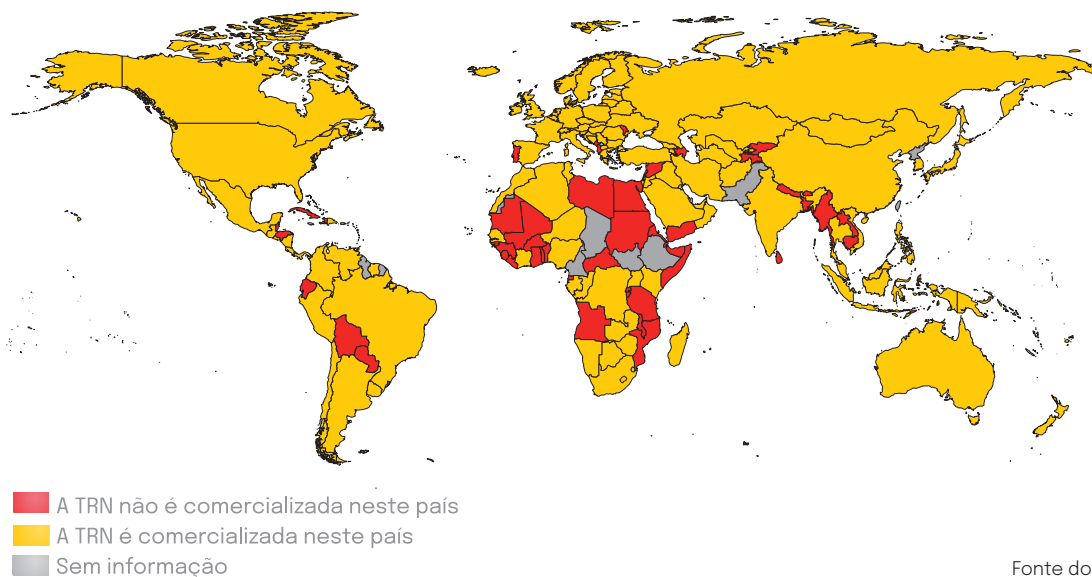 A TRN não é comercializada neste país
A TRN é comercializada neste país
Sem informação
Fonte do